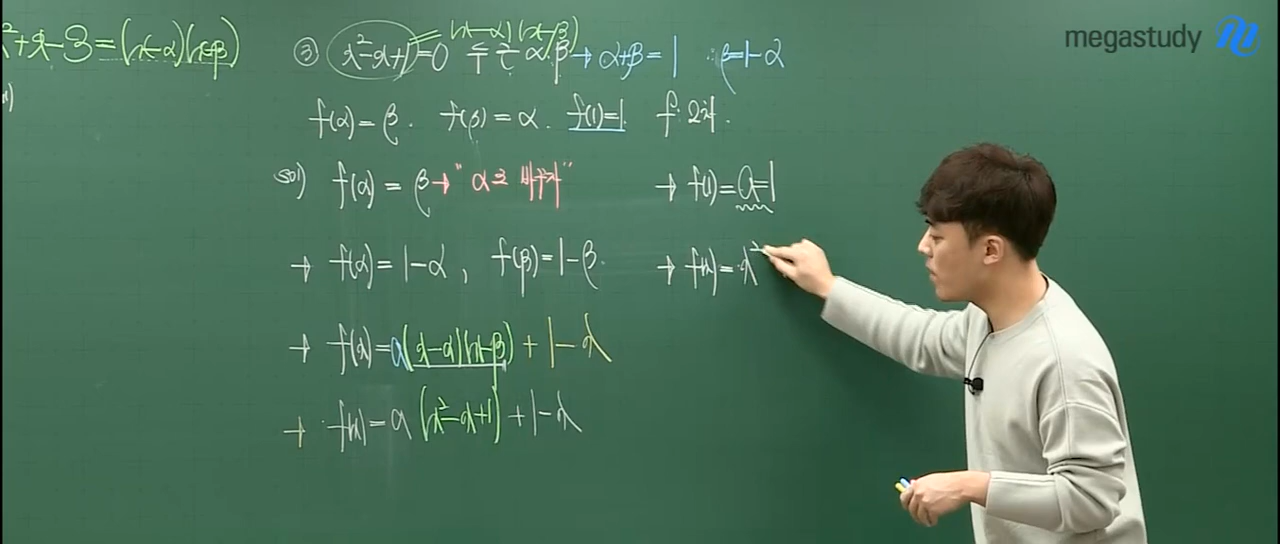 megastudy
x²+x-3=(x-α)(x-β)
(x-α)(x-β)
③ x²-x+1=0 두 근 α, β → α+β=1 ∴ β=1-α
f(α)=β. f(β)=α. f(1)=1 f: 2차.
sol) f(α)=β → "α로 바꾸자" → f(1)=a=1
→ f(α)=1-α, f(β)=1-β. → f(x)=x²
→ f(x)=a(x-α)(x-β)+1-x
→ f(x)=a(x²-x+1)+1-x